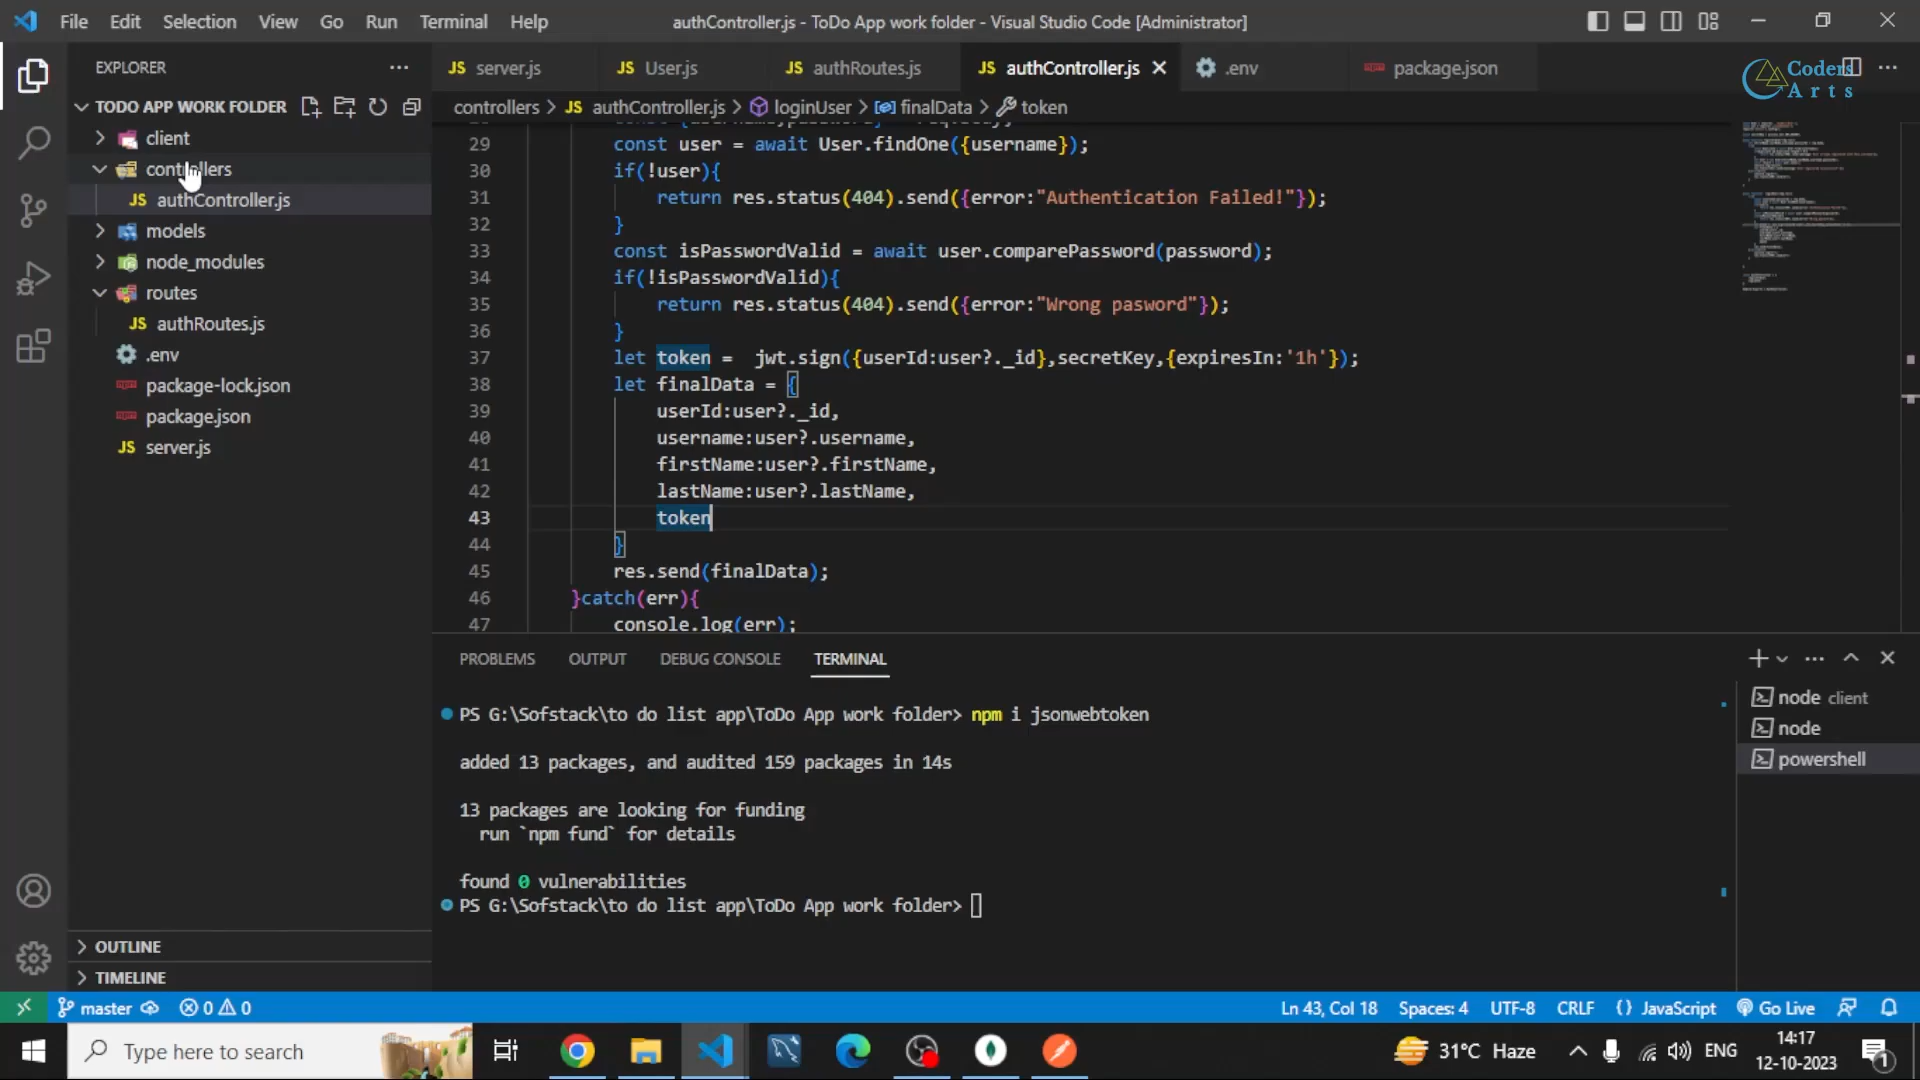 File Edit Selection View Go Run Terminal Help
authController.js - ToDo App work folder - Visual Studio Code [Administrator]
EXPLORER
TODO APP WORK FOLDER
client
controllers
JS authController.js
models
node_modules
routes
JS authRoutes.js
.env
package-lock.json
package.json
JS server.js
OUTLINE
TIMELINE
JS server.js
JS User.js
JS authRoutes.js
JS authController.js
.env
package.json
Coders
Arts
controllers > JS authController.js > loginUser > finalData > token
29 const user = await User.findOne({username});
30 if(!user){
31 return res.status(404).send({error:"Authentication Failed!"});
32 }
33 const isPasswordValid = await user.comparePassword(password);
34 if(!isPasswordValid){
35 return res.status(404).send({error:"Wrong pasword"});
36 }
37 let token =  jwt.sign({userId:user?._id},secretKey,{expiresIn:'1h'});
38 let finalData = {
39 userId:user?._id,
40 username:user?.username,
41 firstName:user?.firstName,
42 lastName:user?.lastName,
43 token
44 }
45 res.send(finalData);
46 }catch(err){
47 console.log(err);
PROBLEMS OUTPUT DEBUG CONSOLE TERMINAL
PS G:\Sofstack\to do list app\ToDo App work folder> npm i jsonwebtoken
added 13 packages, and audited 159 packages in 14s
13 packages are looking for funding
run `npm fund` for details
found 0 vulnerabilities
PS G:\Sofstack\to do list app\ToDo App work folder>
node client
node
powershell
master
0 0
Ln 43, Col 18
Spaces: 4
UTF-8
CRLF
{} JavaScript
Go Live
Type here to search
31°C Haze
ENG
14:17
12-10-2023
1